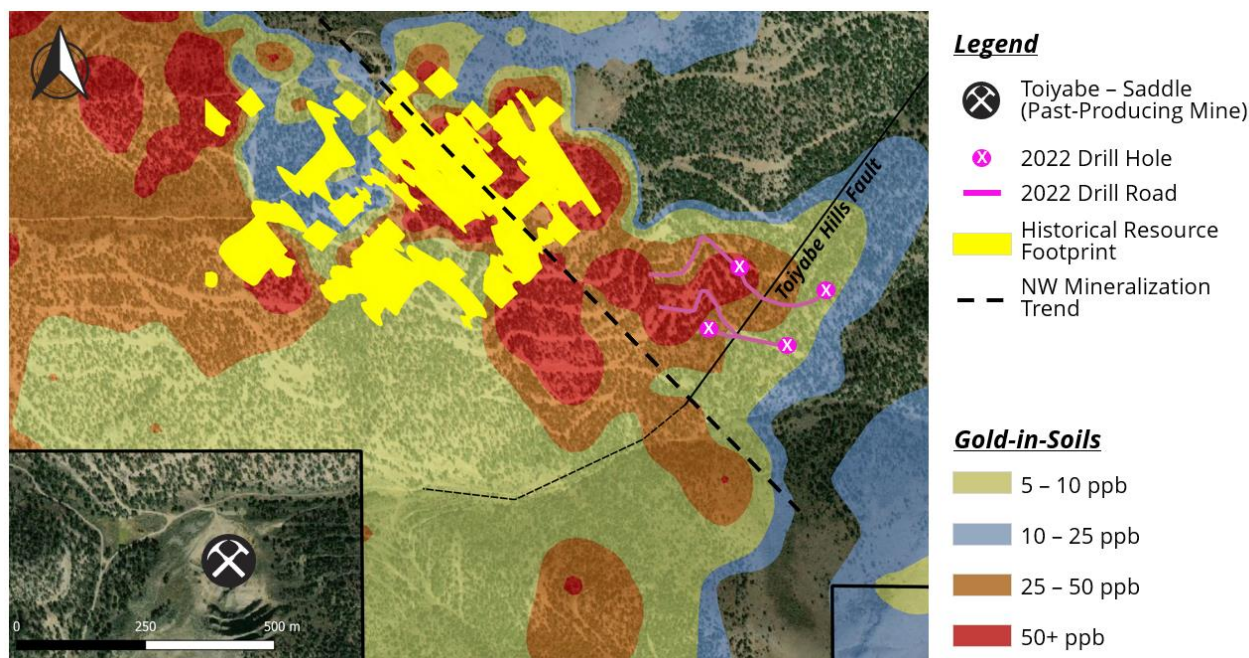 Legend
Toiyabe – Saddle
(Past-Producing Mine)
X
2022 Drill Hole
2022 Drill Road
Historical Resource
Footprint
NW Mineralization
Trend
Toiyabe Hills Fault
X
X
X
X
Gold-in-Soils
5 – 10 ppb
10 – 25 ppb
25 – 50 ppb
50+ ppb
0
250
500 m